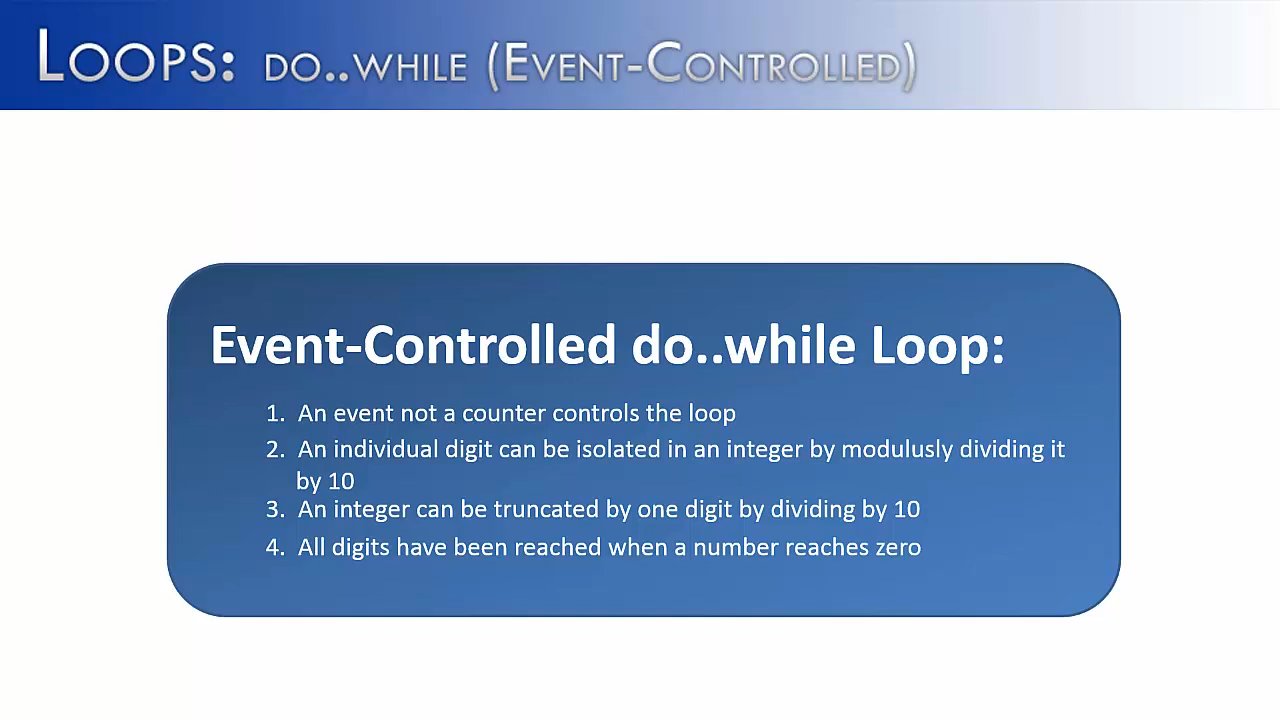 Loops: do..while (Event-Controlled)
Event-Controlled do..while Loop:
1. An event not a counter controls the loop
2. An individual digit can be isolated in an integer by modulusly dividing it
by 10
3. An integer can be truncated by one digit by dividing by 10
4. All digits have been reached when a number reaches zero